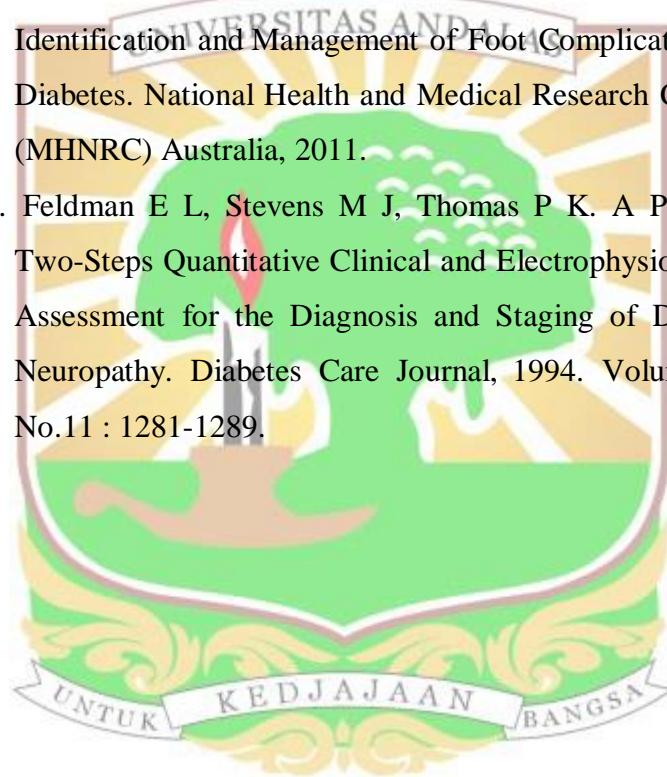 UNIVERSITAS ANDALAS
Identification and Management of Foot Complicat
Diabetes. National Health and Medical Research C
(MHNRC) Australia, 2011.
. Feldman E L, Stevens M J, Thomas P K. A P
Two-Steps Quantitative Clinical and Electrophysio
Assessment for the Diagnosis and Staging of D
Neuropathy. Diabetes Care Journal, 1994. Volu
No.11 : 1281-1289.
UNTUK KEDJAJAAN BANGSA